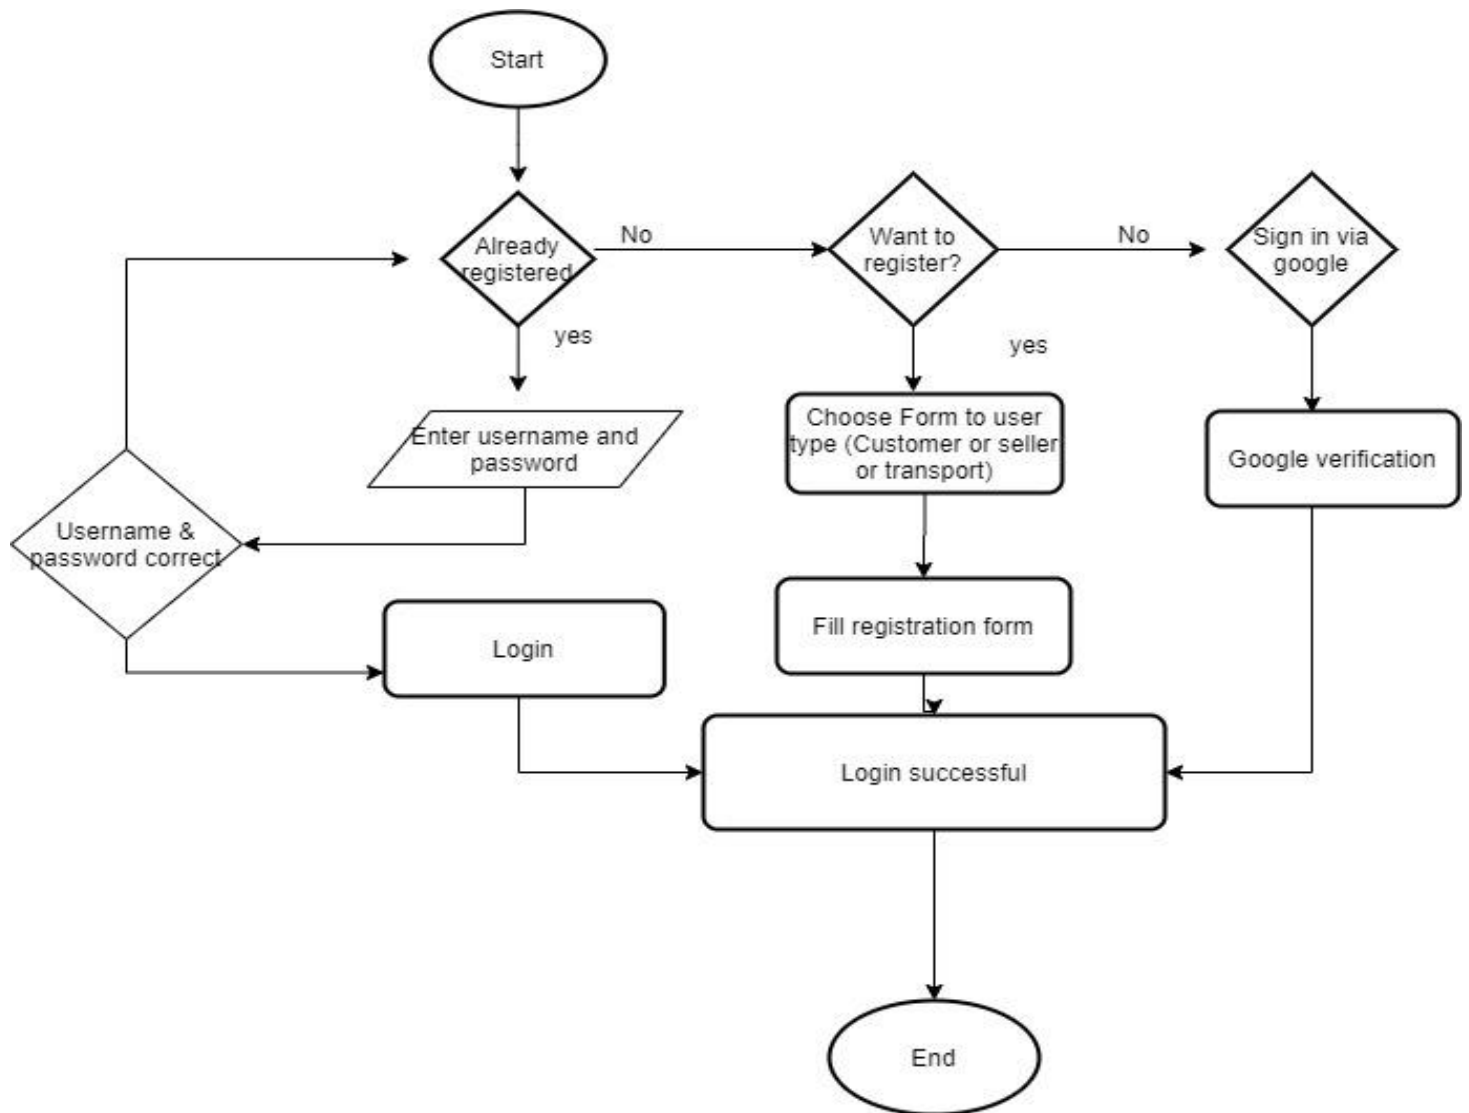 Start
Already
registered
No
Want to
register?
No
Sign in via
google
yes
yes
Enter username and
password
Choose Form to user
type (Customer or seller
or transport)
Google verification
Username &
password correct
Login
Fill registration form
Login successful
End